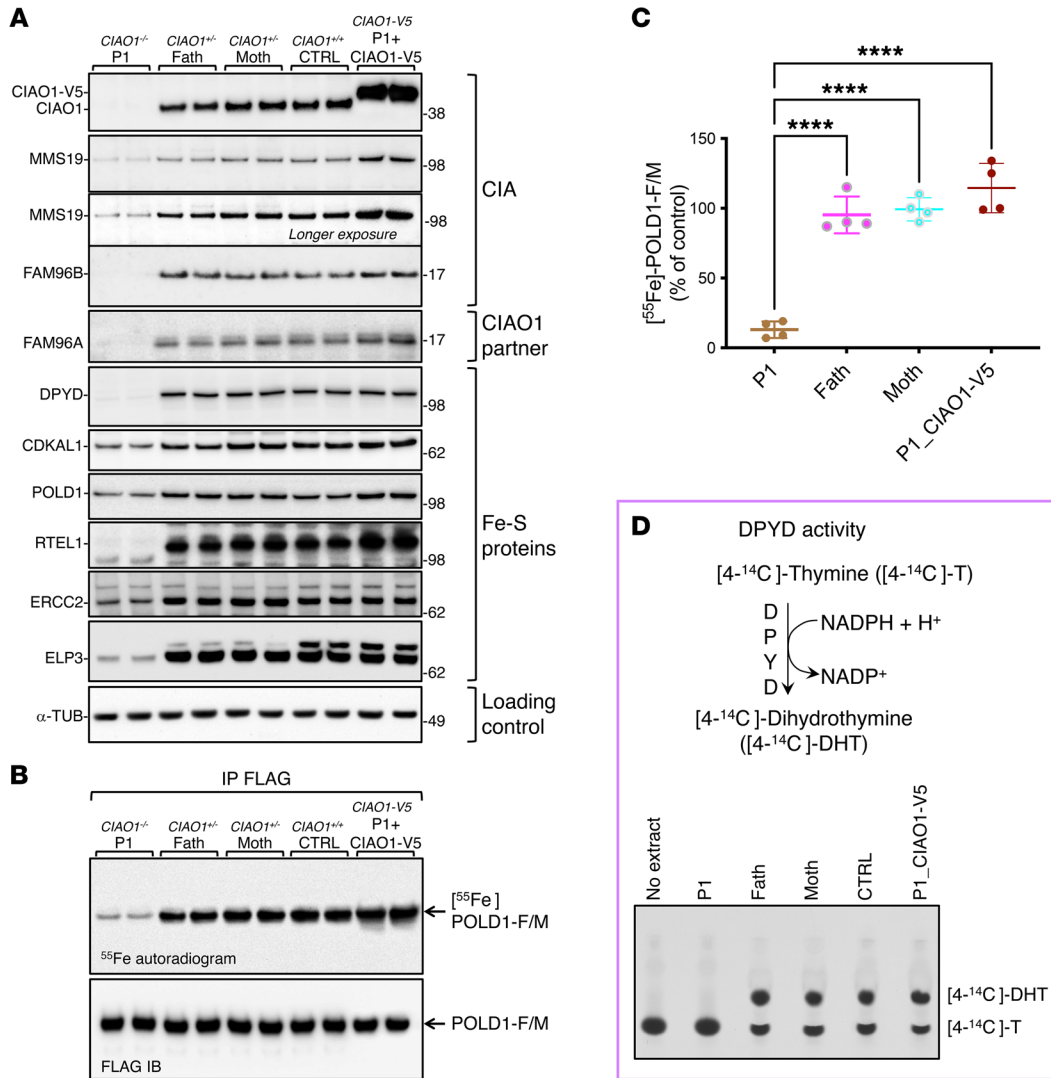 A
CIAO1-/- P1
CIAO1+/- Fath
CIAO1+/- Moth
CIAO1+/+ CTRL
CIAO1-V5 P1+ CIAO1-V5
CIAO1-V5-
CIAO1-
-38
MMS19-
-98
MMS19-
-98
Longer exposure
FAM96B-
-17
CIA
FAM96A-
-17
CIAO1 partner
DPYD-
-98
CDKAL1-
-62
POLD1-
-98
RTEL1-
-98
ERCC2-
-62
ELP3-
-62
Fe-S proteins
α-TUB-
-49
Loading control
B
IP FLAG
CIAO1-/- P1
CIAO1+/- Fath
CIAO1+/- Moth
CIAO1+/+ CTRL
CIAO1-V5 P1+ CIAO1-V5
[55Fe]
POLD1-F/M
55Fe autoradiogram
POLD1-F/M
FLAG IB
C
****
****
****
[55Fe]-POLD1-F/M
(% of control)
150
100
50
0
P1
Fath
Moth
P1_CIAO1-V5
D
DPYD activity
[4-14C]-Thymine ([4-14C]-T)
DPYD
NADPH + H+
NADP+
[4-14C]-Dihydrothymine
([4-14C]-DHT)
No extract
P1
Fath
Moth
CTRL
P1_CIAO1-V5
[4-14C]-DHT
[4-14C]-T